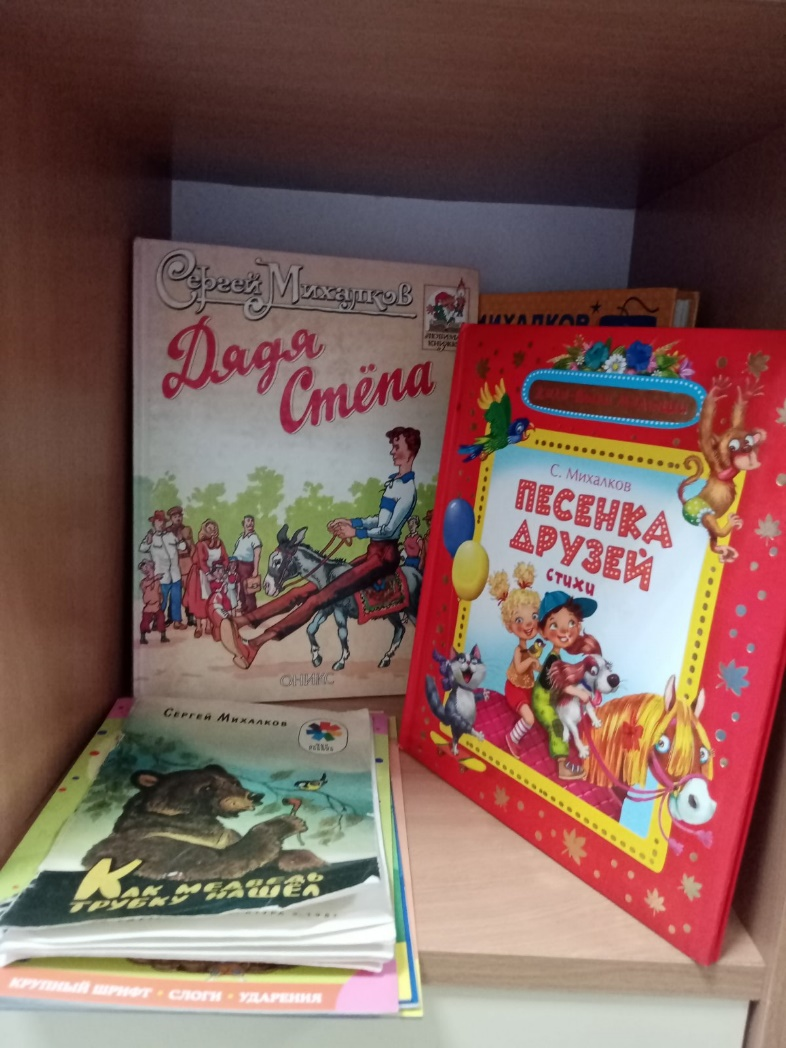 Сергей Михалков
Дядя
Стёпа
ОНИКС
МИХАЛКОВ
С. Михалков
ПЕСЕНКА
ДРУЗЕЙ
СТИХИ
СЕРГЕЙ МИХАЛКОВ
КАК МЕДВЕДЬ
ТРУБКУ НАШЁЛ
КРУПНЫЙ ШРИФТ • СЛОГИ • УДАРЕНИЯ